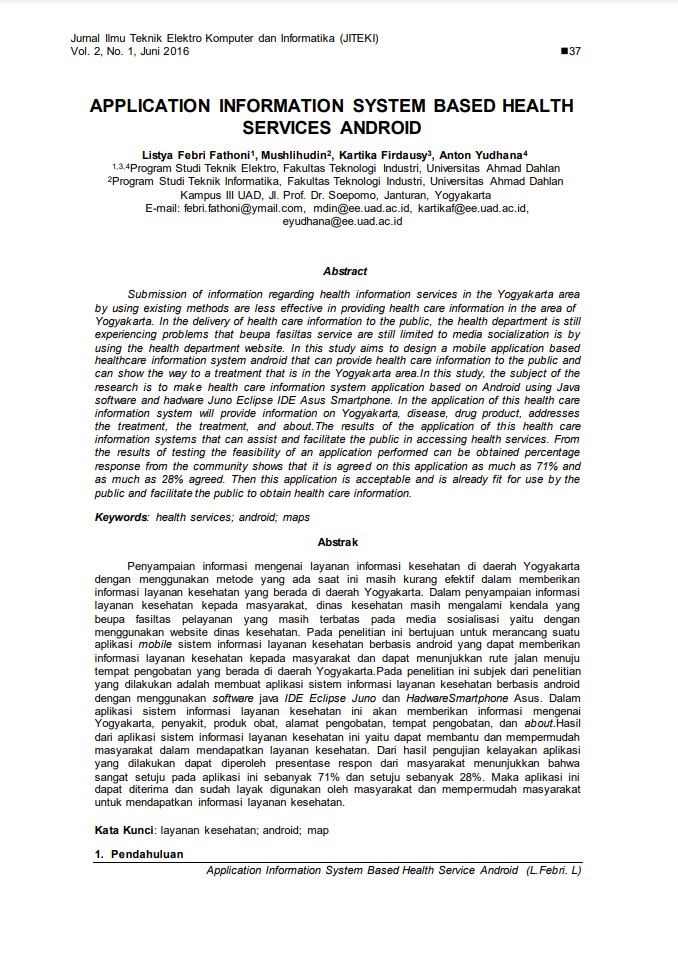 Jurnal Ilmu Teknik Elektro Komputer dan Informatika (JITEKI)
Vol. 2, No. 1, Juni 2016 ■37
APPLICATION INFORMATION SYSTEM BASED HEALTH
SERVICES ANDROID
Listya Febri Fathoni¹, Mushlihudin², Kartika Firdausy³, Anton Yudhana⁴
¹,³,⁴Program Studi Teknik Elektro, Fakultas Teknologi Industri, Universitas Ahmad Dahlan
²Program Studi Teknik Informatika, Fakultas Teknologi Industri, Universitas Ahmad Dahlan
Kampus III UAD, Jl. Prof. Dr. Soepomo, Janturan, Yogyakarta
E-mail: febri.fathoni@ymail.com, mdin@ee.uad.ac.id, kartikaf@ee.uad.ac.id,
eyudhana@ee.uad.ac.id
Abstract
Submission of information regarding health information services in the Yogyakarta area
by using existing methods are less effective in providing health care information in the area of
Yogyakarta. In the delivery of health care information to the public, the health department is still
experiencing problems that beupa fasiltas service are still limited to media socialization is by
using the health department website. In this study aims to design a mobile application based
healthcare information system android that can provide health care information to the public and
can show the way to a treatment that is in the Yogyakarta area.In this study, the subject of the
research is to make health care information system application based on Android using Java
software and hadware Juno Eclipse IDE Asus Smartphone. In the application of this health care
information system will provide information on Yogyakarta, disease, drug product, addresses
the treatment, the treatment, and about.The results of the application of this health care
information systems that can assist and facilitate the public in accessing health services. From
the results of testing the feasibility of an application performed can be obtained percentage
response from the community shows that it is agreed on this application as much as 71% and
as much as 28% agreed. Then this application is acceptable and is already fit for use by the
public and facilitate the public to obtain health care information.
Keywords: health services; android; maps
Abstrak
Penyampaian informasi mengenai layanan informasi kesehatan di daerah Yogyakarta
dengan menggunakan metode yang ada saat ini masih kurang efektif dalam memberikan
informasi layanan kesehatan yang berada di daerah Yogyakarta. Dalam penyampaian informasi
layanan kesehatan kepada masyarakat, dinas kesehatan masih mengalami kendala yang
beupa fasiltas pelayanan yang masih terbatas pada media sosialisasi yaitu dengan
menggunakan website dinas kesehatan. Pada penelitian ini bertujuan untuk merancang suatu
aplikasi mobile sistem informasi layanan kesehatan berbasis android yang dapat memberikan
informasi layanan kesehatan kepada masyarakat dan dapat menunjukkan rute jalan menuju
tempat pengobatan yang berada di daerah Yogyakarta.Pada penelitian ini subjek dari penelitian
yang dilakukan adalah membuat aplikasi sistem informasi layanan kesehatan berbasis android
dengan menggunakan software java IDE Eclipse Juno dan HadwareSmartphone Asus. Dalam
aplikasi sistem informasi layanan kesehatan ini akan memberikan informasi mengenai
Yogyakarta, penyakit, produk obat, alamat pengobatan, tempat pengobatan, dan about.Hasil
dari aplikasi sistem informasi layanan kesehatan ini yaitu dapat membantu dan mempermudah
masyarakat dalam mendapatkan layanan kesehatan. Dari hasil pengujian kelayakan aplikasi
yang dilakukan dapat diperoleh presentase respon dari masyarakat menunjukkan bahwa
sangat setuju pada aplikasi ini sebanyak 71% dan setuju sebanyak 28%. Maka aplikasi ini
dapat diterima dan sudah layak digunakan oleh masyarakat dan mempermudah masyarakat
untuk mendapatkan informasi layanan kesehatan.
Kata Kunci: layanan kesehatan; android; map
1. Pendahuluan
Application Information System Based Health Service Android (L.Febri. L)